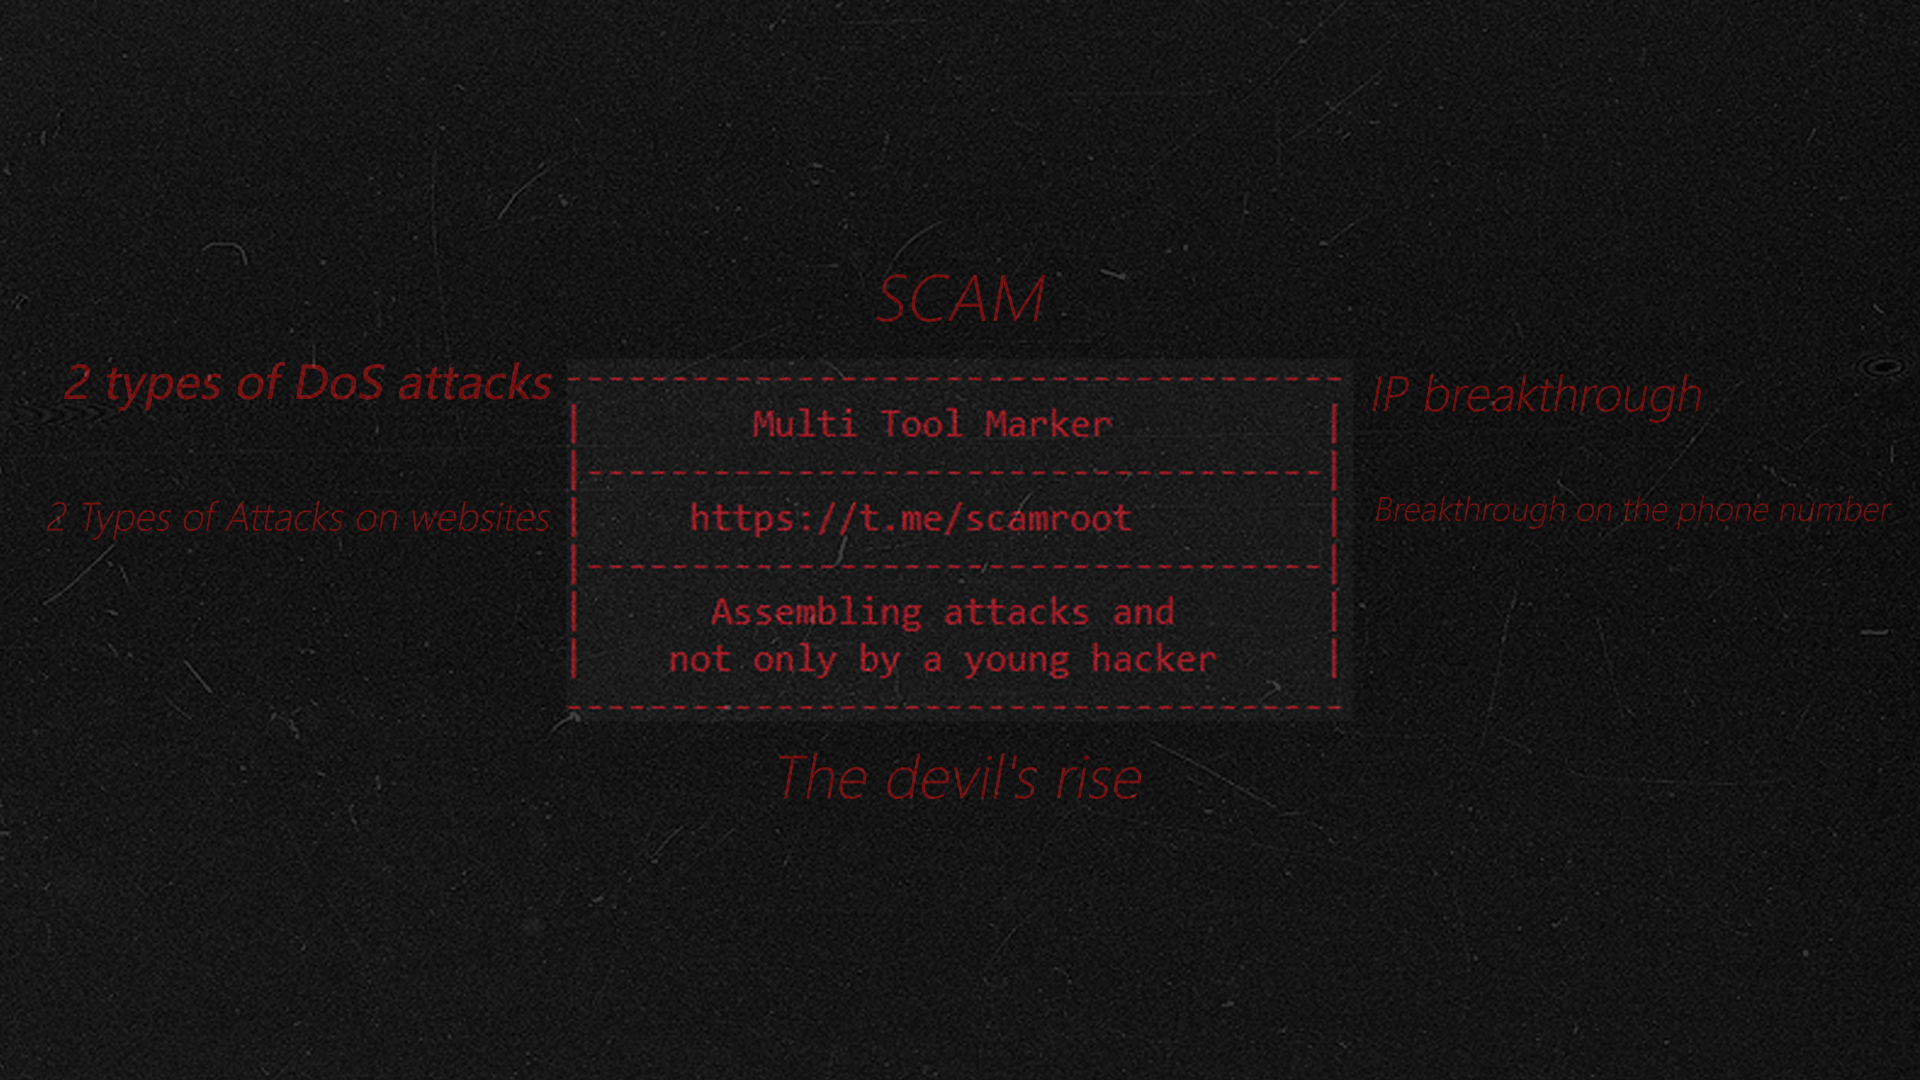 SCAM
2 types of DoS attacks
IP breakthrough
Multi Tool Marker
2 Types of Attacks on websites
https://t.me/scamroot
Breakthrough on the phone number
Assembling attacks and
not only by a young hacker
The devil's rise